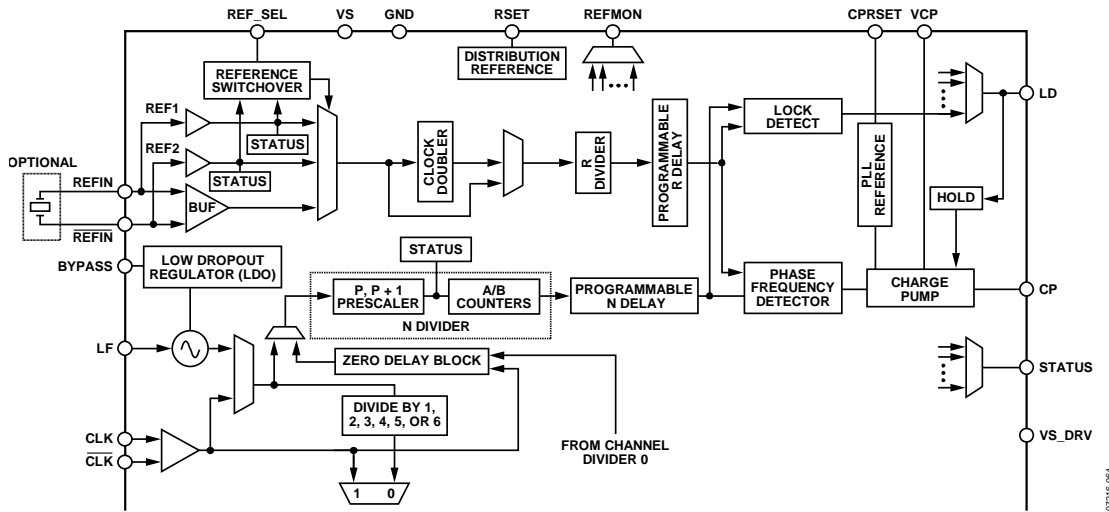 REF_SEL VS GND RSET REFMON CPRSET VCP
DISTRIBUTION
REFERENCE
REFERENCE
SWITCHOVER
REF1
STATUS
REF2
STATUS
OPTIONAL
REFIN
BUF
REFIN
CLOCK
DOUBLER
R
DIVIDER
PROGRAMMABLE
R DELAY
LOCK
DETECT
LD
PLL
REFERENCE
HOLD
BYPASS
LOW DROPOUT
REGULATOR (LDO)
STATUS
P, P + 1
PRESCALER
A/B
COUNTERS
N DIVIDER
PROGRAMMABLE
N DELAY
PHASE
FREQUENCY
DETECTOR
CHARGE
PUMP
CP
LF
ZERO DELAY BLOCK
STATUS
DIVIDE BY 1,
2, 3, 4, 5, OR 6
FROM CHANNEL
DIVIDER 0
VS_DRV
CLK
CLK
1 0